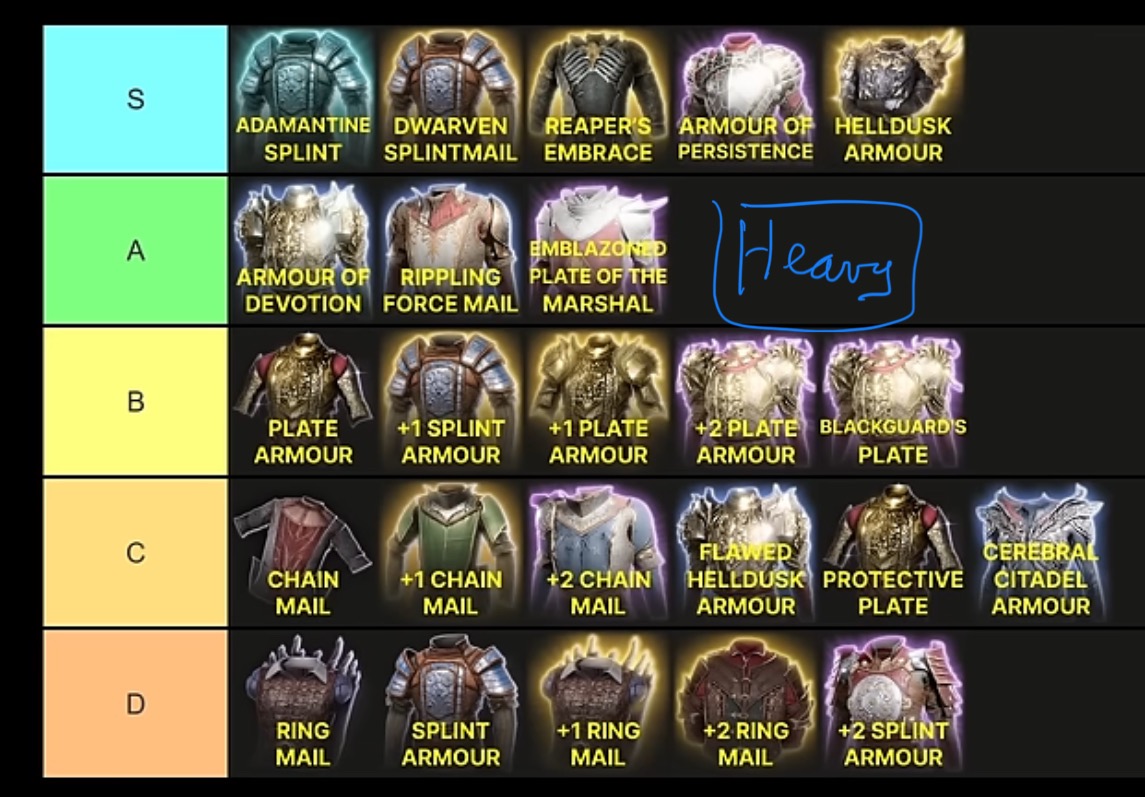 S
ADAMANTINE
SPLINT
DWARVEN
SPLINTMAIL
REAPER'S
EMBRACE
ARMOUR OF
PERSISTENCE
HELLDUSK
ARMOUR
A
ARMOUR OF
DEVOTION
RIPPLING
FORCE MAIL
EMBLAZONED
PLATE OF THE
MARSHAL
Heavy
B
PLATE
ARMOUR
+1 SPLINT
ARMOUR
+1 PLATE
ARMOUR
+2 PLATE
ARMOUR
BLACKGUARD'S
PLATE
C
CHAIN
MAIL
+1 CHAIN
MAIL
+2 CHAIN
MAIL
FLAWED
HELLDUSK
ARMOUR
PROTECTIVE
PLATE
CEREBRAL
CITADEL
ARMOUR
D
RING
MAIL
SPLINT
ARMOUR
+1 RING
MAIL
+2 RING
MAIL
+2 SPLINT
ARMOUR